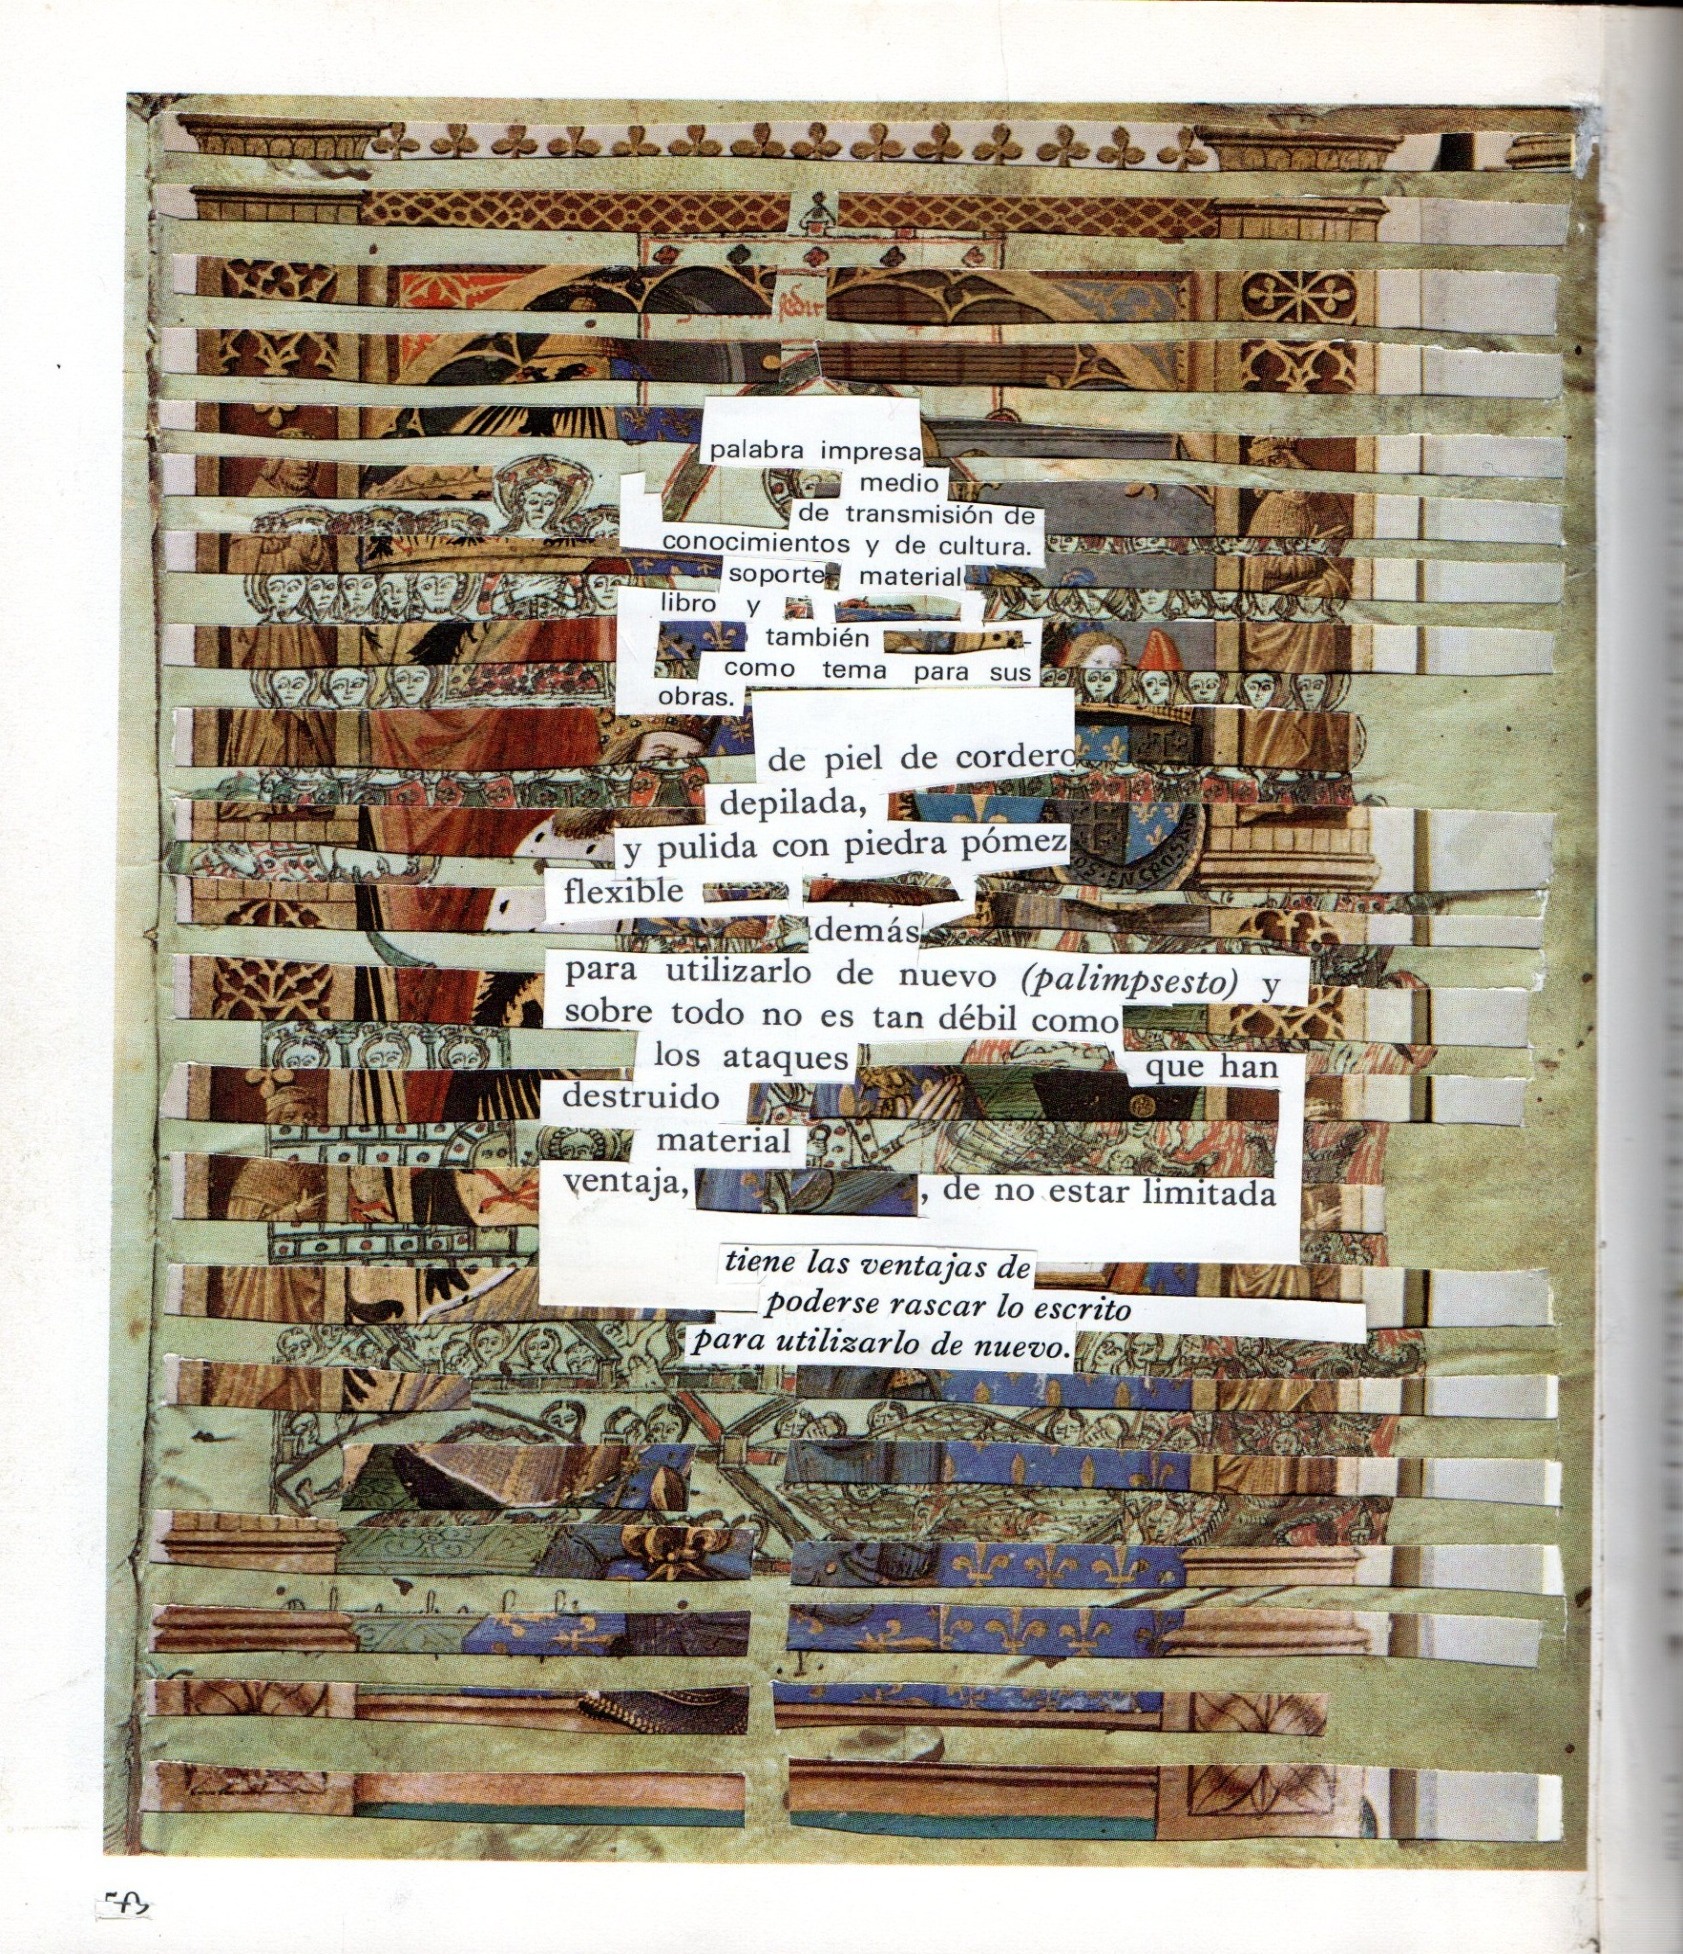 palabra impresa
medio
de transmisión de
conocimientos y de cultura.
soporte material
libro y
también
como tema para sus
obras.
de piel de cordero
depilada,
y pulida con piedra pómez
flexible
demás
para utilizarlo de nuevo (palimpsesto) y
sobre todo no es tan débil como
los ataques que han
destruido
material
ventaja, , de no estar limitada
tiene las ventajas de
poderse rascar lo escrito
para utilizarlo de nuevo.